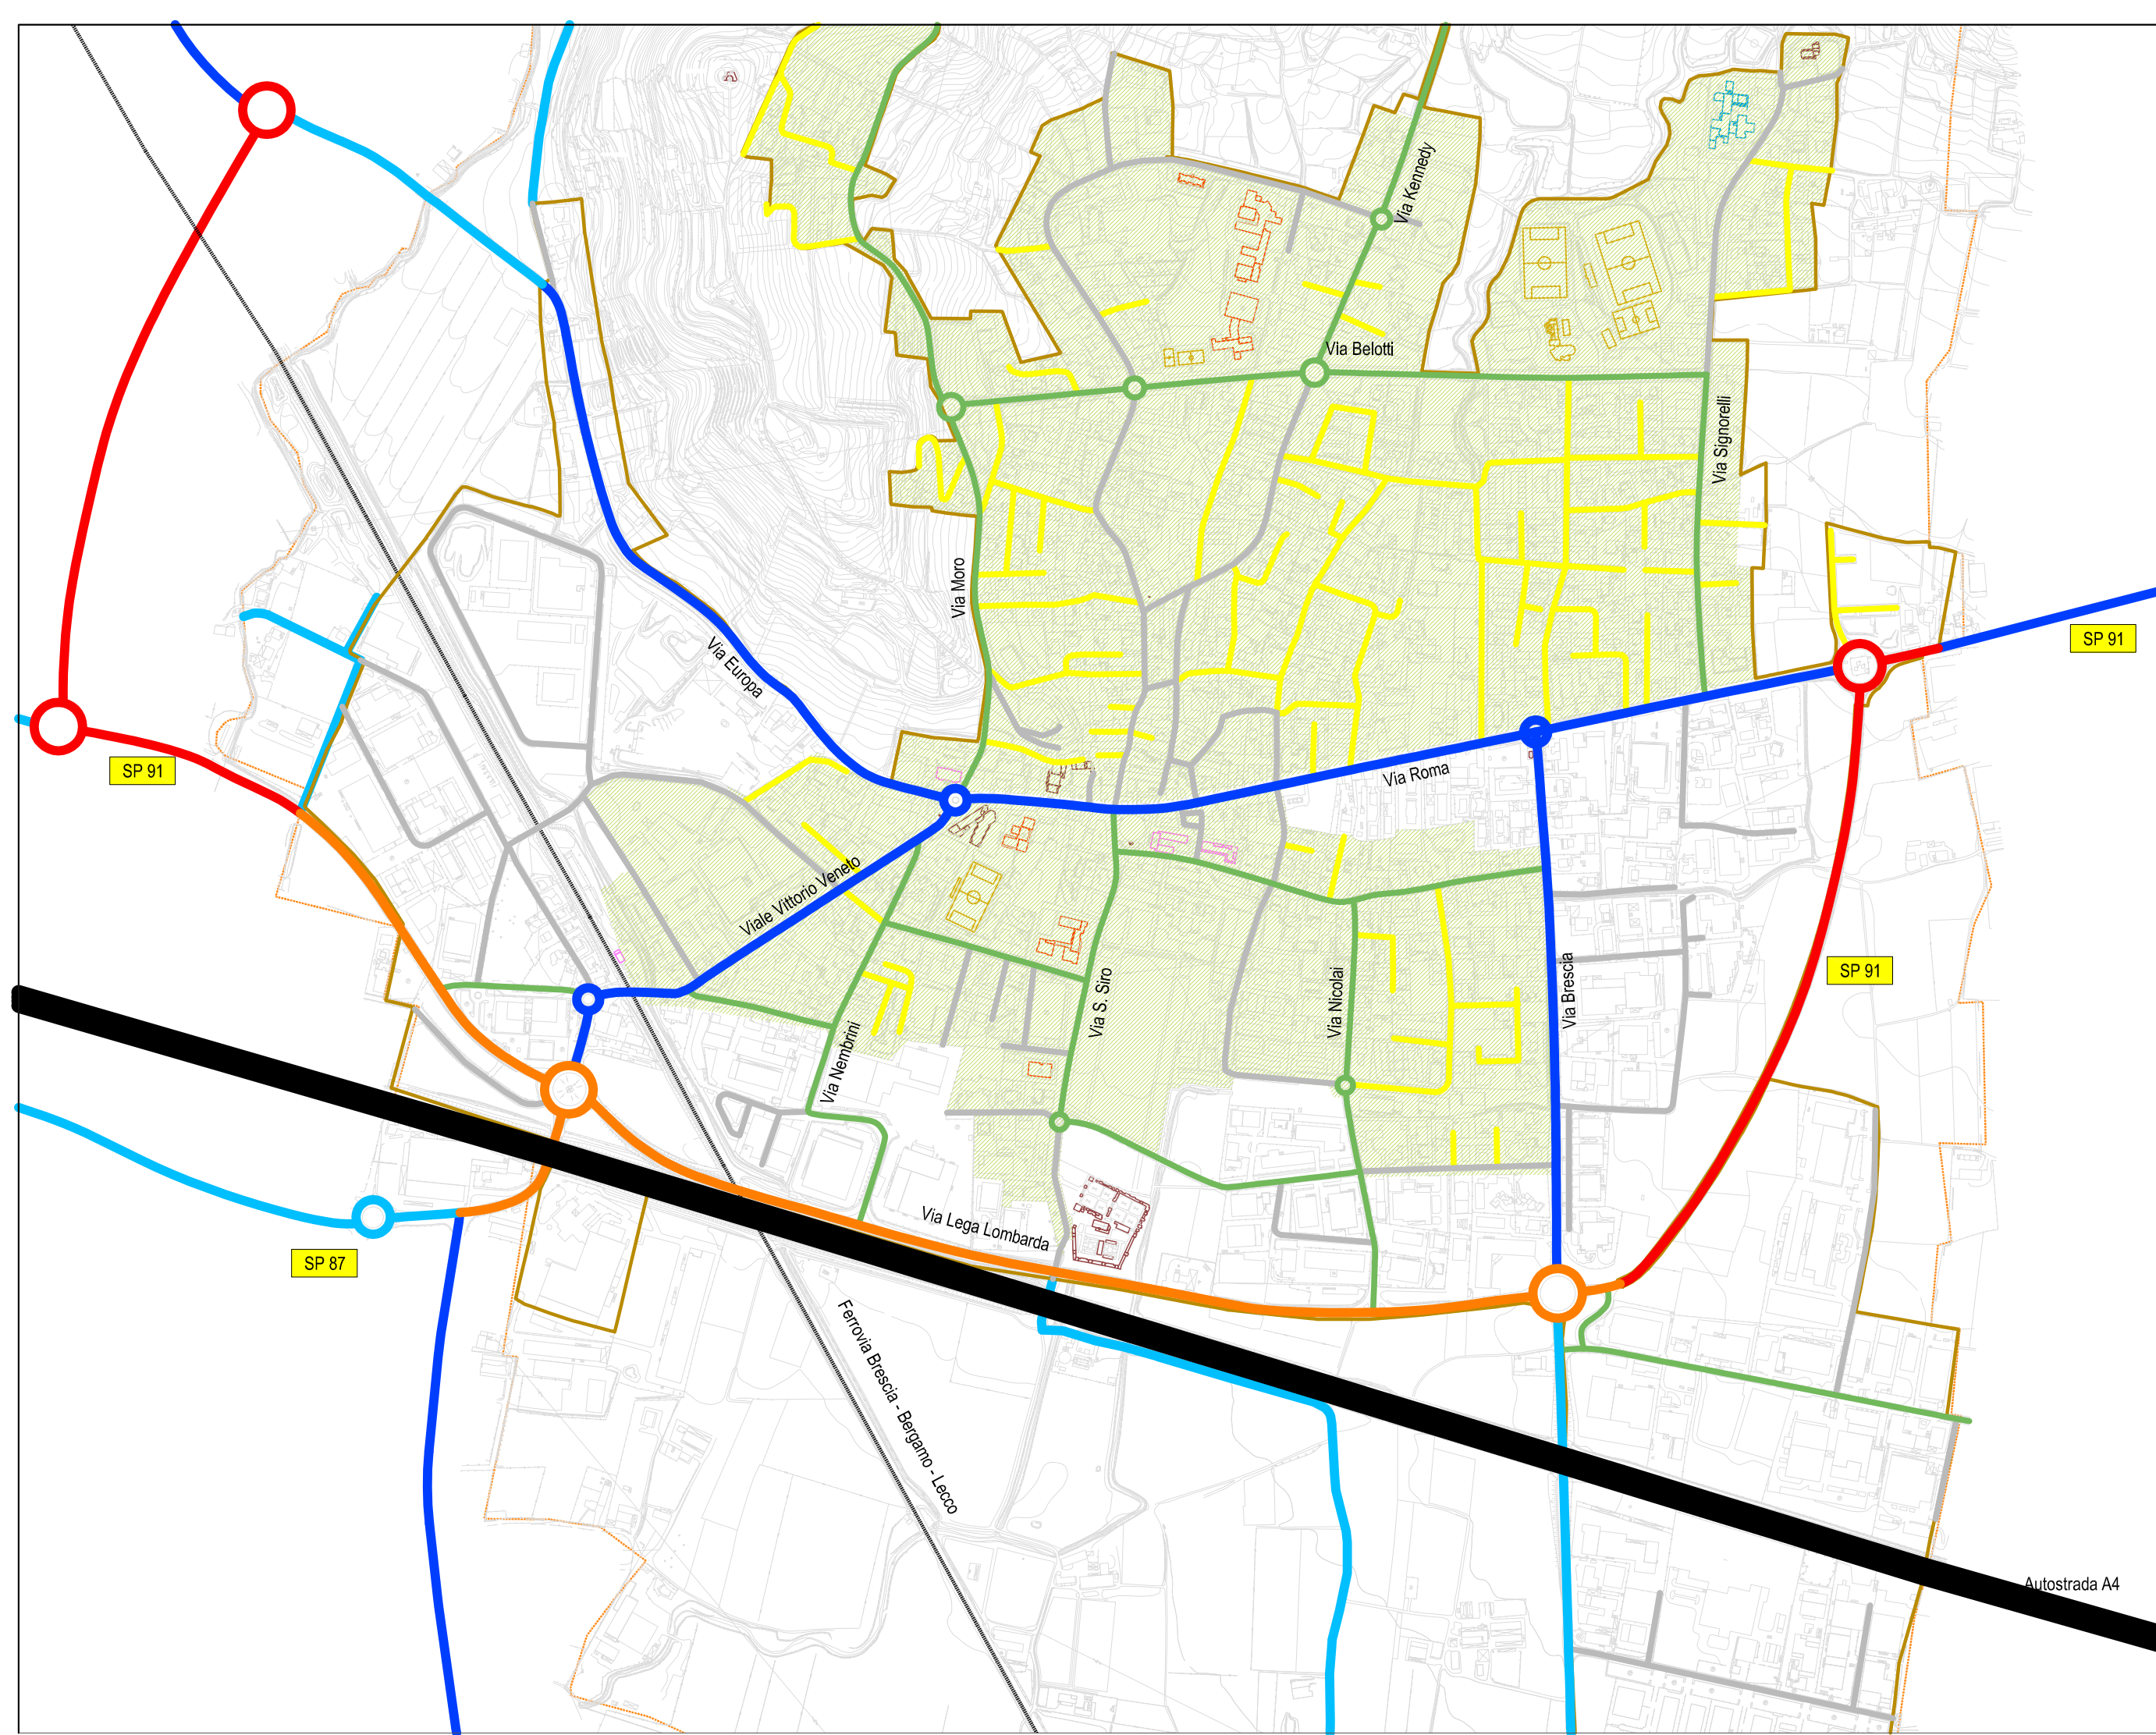 Via Kennedy
Via Belotti
Via Signorelli
Via Moro
Via Europa
SP 91
SP 91
Via Roma
Viale Vittorio Veneto
SP 91
Via S. Siro
Via Nicolai
Via Brescia
Via Nembrini
Via Lega Lombarda
SP 87
Ferrovia Brescia - Bergamo - Lecco
Autostrada A4